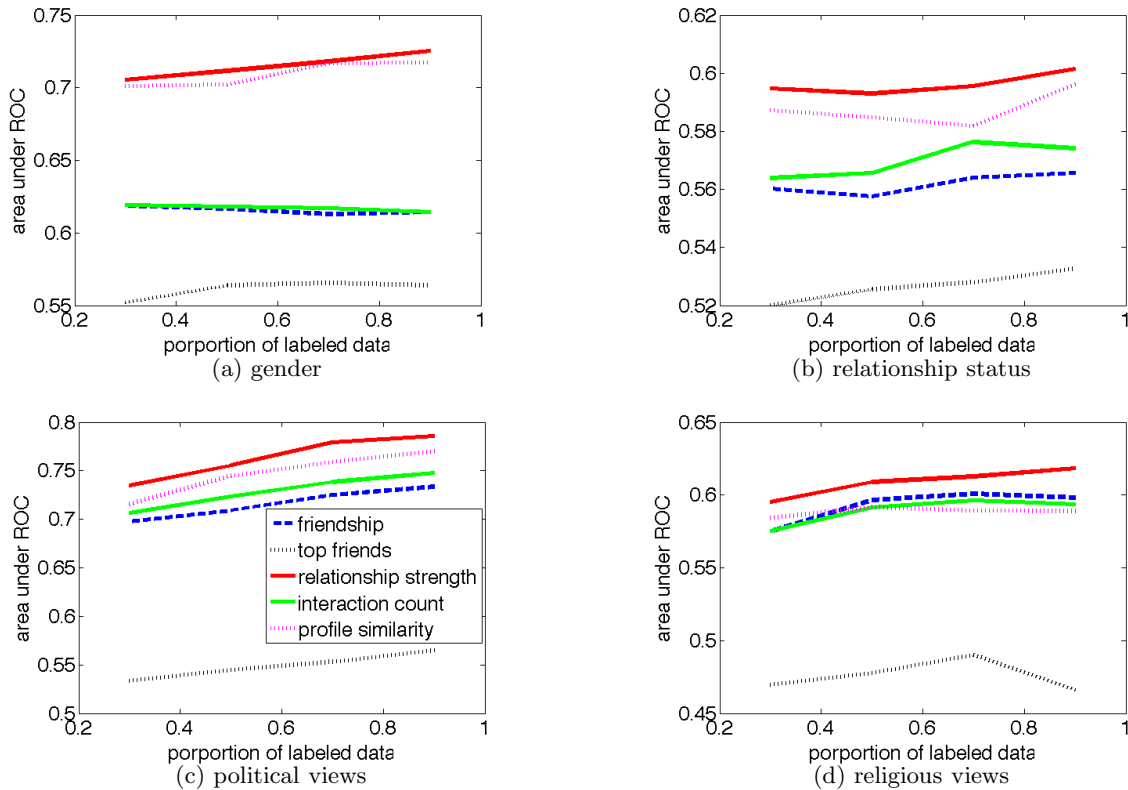 0.75
0.7
0.65
0.6
0.55
area under ROC
0.2 0.4 0.6 0.8 1
porportion of labeled data
(a) gender
0.62
0.6
0.58
0.56
0.54
0.52
area under ROC
0.2 0.4 0.6 0.8 1
porportion of labeled data
(b) relationship status
0.8
0.75
0.7
0.65
0.6
0.55
0.5
area under ROC
friendship
top friends
relationship strength
interaction count
profile similarity
0.2 0.4 0.6 0.8 1
porportion of labeled data
(c) political views
0.65
0.6
0.55
0.5
0.45
area under ROC
0.2 0.4 0.6 0.8 1
porportion of labeled data
(d) religious views